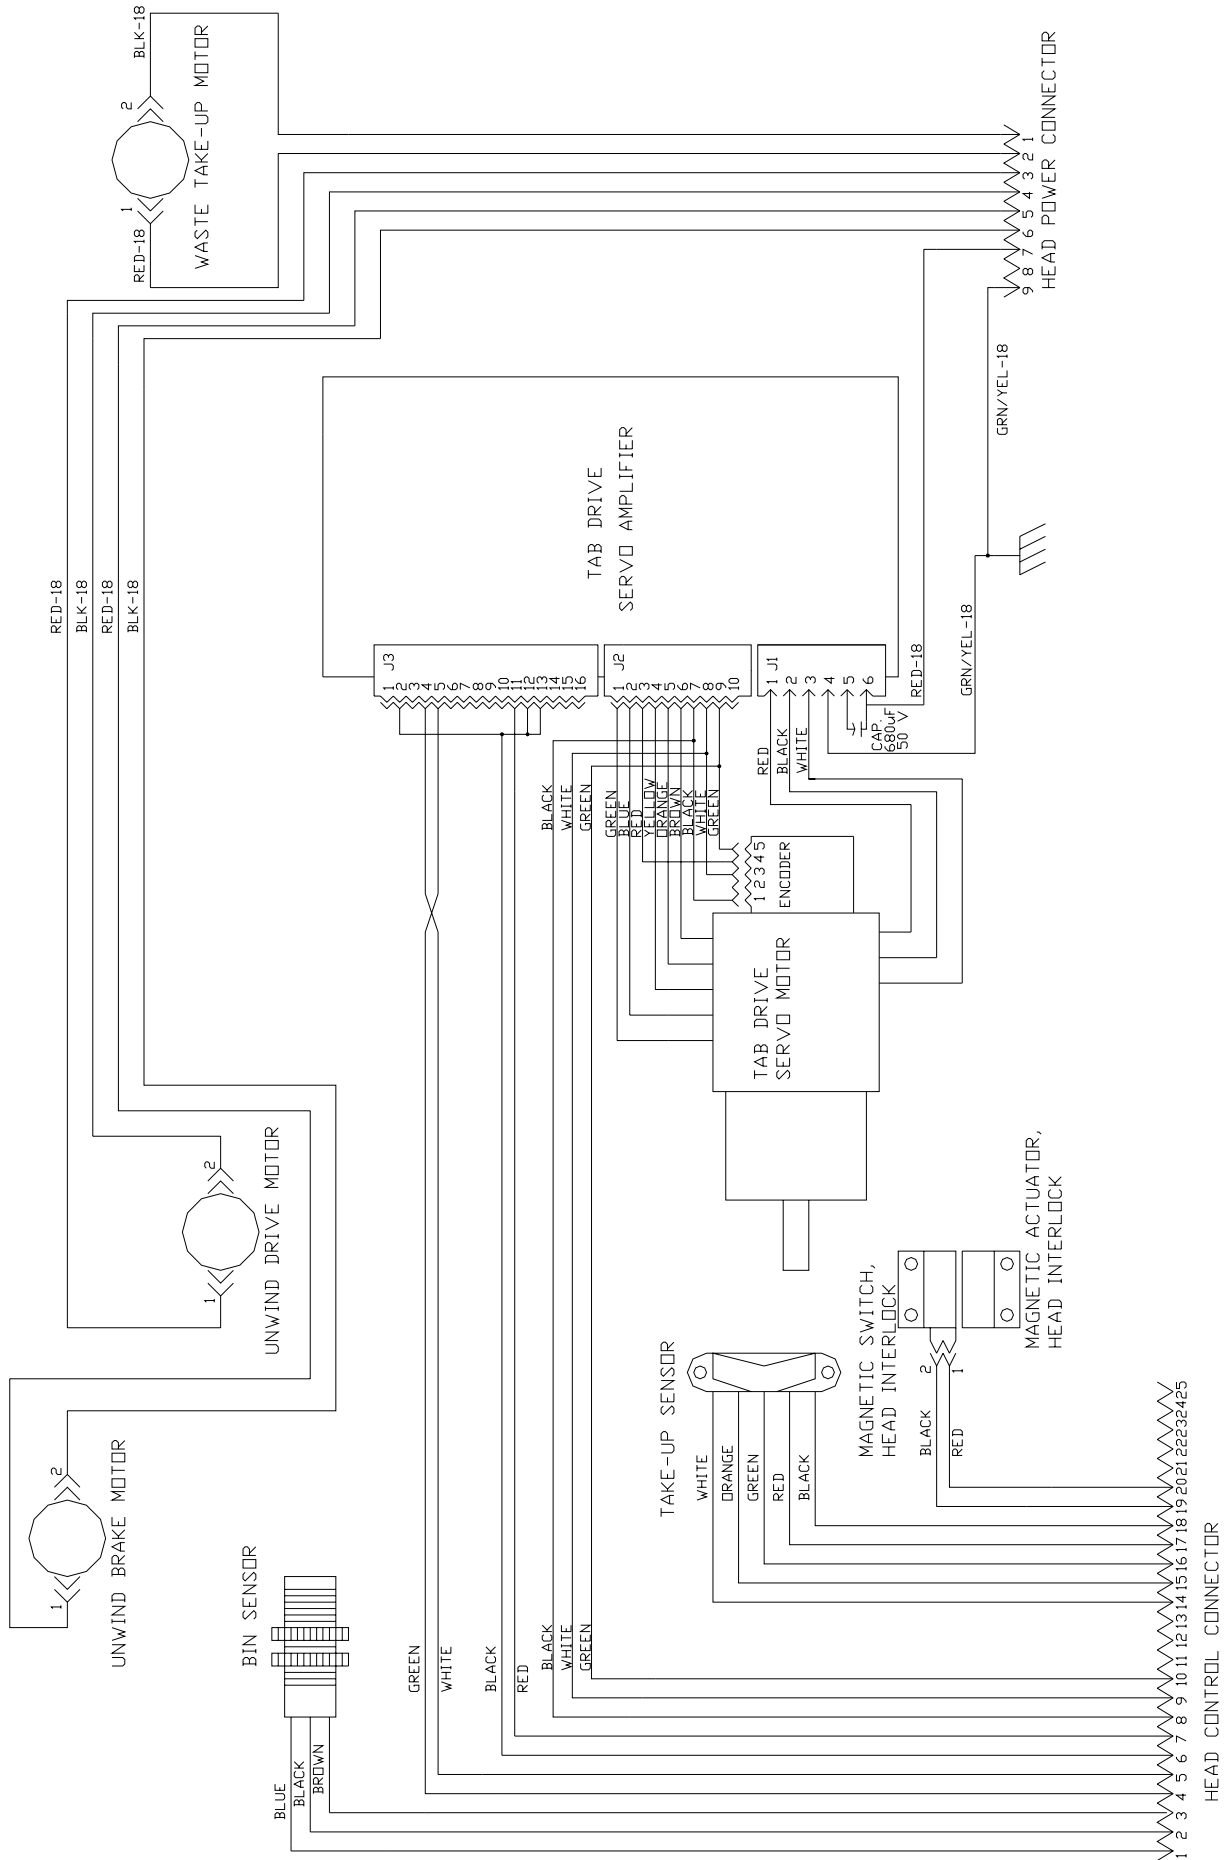 BLK-18
2
WASTE TAKE-UP MOTOR
1
RED-18
HEAD POWER CONNECTOR
1
2
3
4
5
6
7
8
9
GRN/YEL-18
RED-18
BLK-18
RED-18
BLK-18
TAB DRIVE
SERVO AMPLIFIER
J3
1
2
3
4
5
6
7
8
9
10
11
12
13
14
15
16
J2
1
2
3
4
5
6
7
8
9
10
J1
1
2
3
4
5
6
RED-18
GRN/YEL-18
CAP.
680uF
50 V
RED
BLACK
WHITE
BLACK
WHITE
GREEN
GREEN
BLUE
RED
YELLOW
ORANGE
BROWN
BLACK
WHITE
GREEN
1 2 3 4 5
ENCODER
TAB DRIVE
SERVO MOTOR
2
UNWIND DRIVE MOTOR
1
2
UNWIND BRAKE MOTOR
1
MAGNETIC ACTUATOR,
HEAD INTERLOCK
MAGNETIC SWITCH,
HEAD INTERLOCK
2
1
BLACK
RED
TAKE-UP SENSOR
WHITE
ORANGE
GREEN
RED
BLACK
BIN SENSOR
BLUE
BLACK
BROWN
GREEN
WHITE
BLACK
RED
BLACK
WHITE
GREEN
1 2 3 4 5 6 7 8 9 10 11 12 13 14 15 16 17 18 19 20 21 22 23 24 25
HEAD CONTROL CONNECTOR